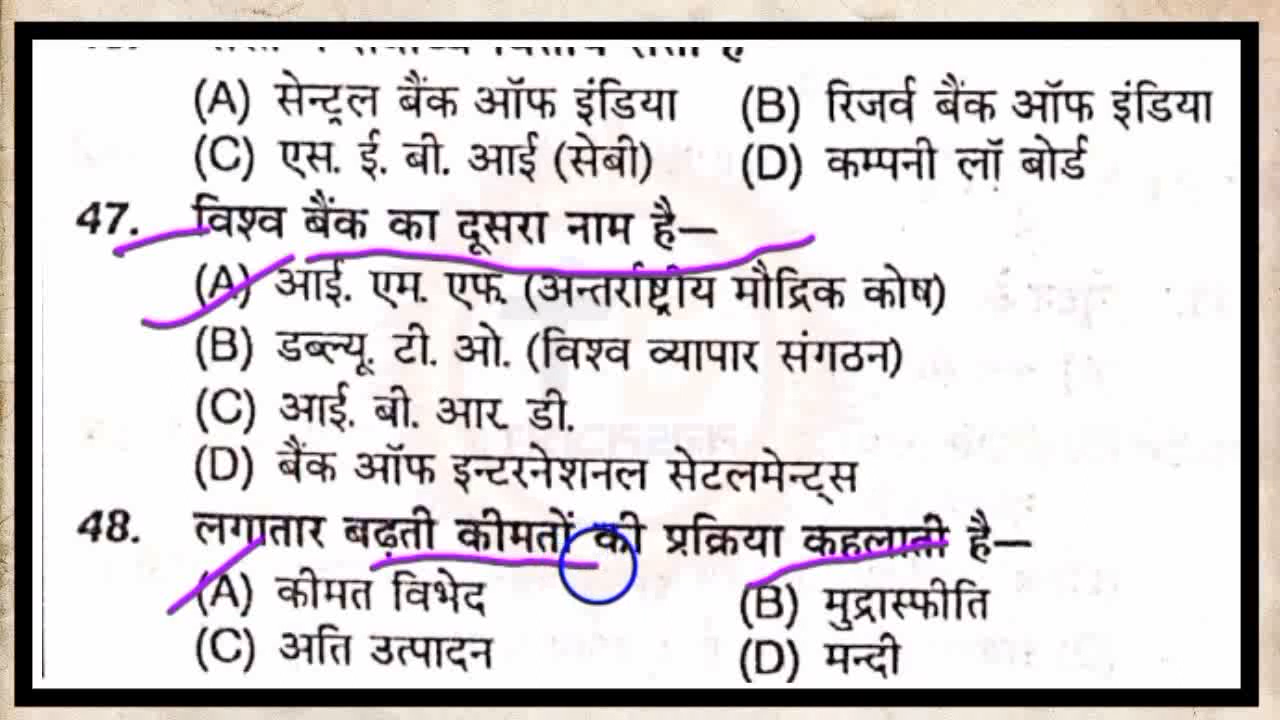 (A) सेन्ट्रल बैंक ऑफ इंडिया (B) रिजर्व बैंक ऑफ इंडिया
(C) एस. ई. बी. आई (सेबी) (D) कम्पनी लॉ बोर्ड
47. विश्व बैंक का दूसरा नाम है—
(A) आई. एम. एफ. (अन्तर्राष्ट्रीय मौद्रिक कोष)
(B) डब्ल्यू. टी. ओ. (विश्व व्यापार संगठन)
(C) आई. बी. आर. डी.
(D) बैंक ऑफ इन्टरनेशनल सेटलमेन्ट्स
48. लगातार बढ़ती कीमतों की प्रक्रिया कहलाती है—
(A) कीमत विभेद (B) मुद्रास्फीति
(C) अति उत्पादन (D) मन्दी